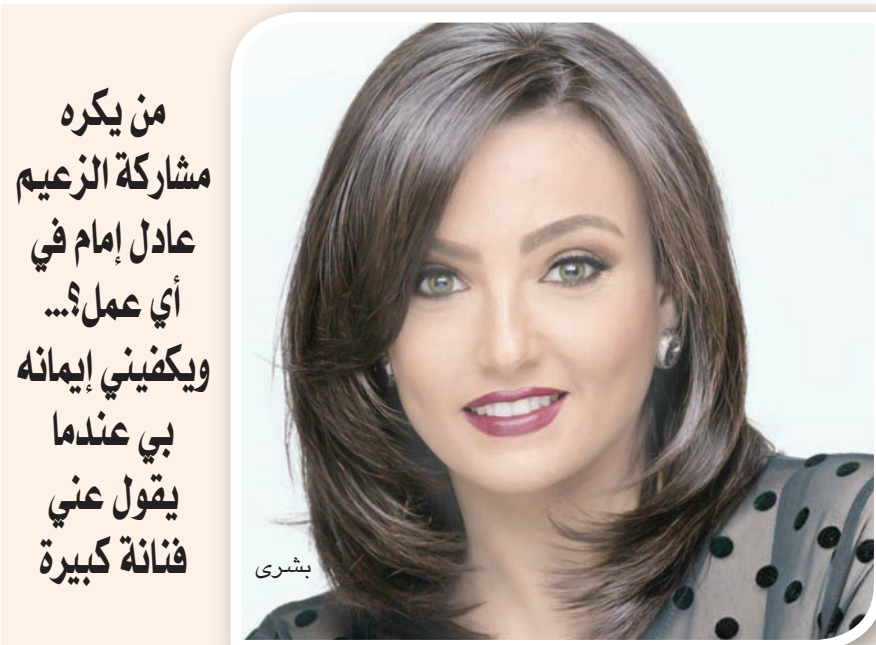 من يكره
مشاركة الزعيم
عادل إمام في
أي عمل؟...
ويكفيني إيمانه
بي عندما
يقول عني
فنانة كبيرة
بشرى